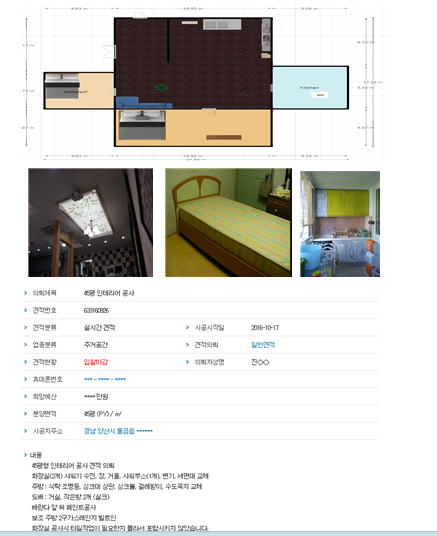 의뢰제목 45평 인테리어 공사
견적번호 633160926
견적분류 실시간 견적 시공시작일 2016-10-17
업종분류 주거공간 견적의뢰 일반견적
견적현황 입찰마감 의뢰자성명 전○○
휴대폰번호 *** - **** - ****
희망예산 **** 만원
분양면적 45평 (PY) / ㎡
시공지주소 경남 양산시 물금읍 ******
내용
45평형 인테리어 공사 견적 의뢰
화장실(2개) 샤워기 수전, 장, 거울, 샤워부스(1개), 변기, 세면대 교체
주방 : 식탁 조명등, 싱크대 상판, 싱크볼, 걸레받이, 수도꼭지 교체
도배 : 거실, 작은방 2개 (실크)
베란다 앞 뒤 페인트공사
보조 주방 2구가스레인지 빌트인
화장실 공사시 타일작업이 필요한지 몰라서 포함시키지 않았습니다.